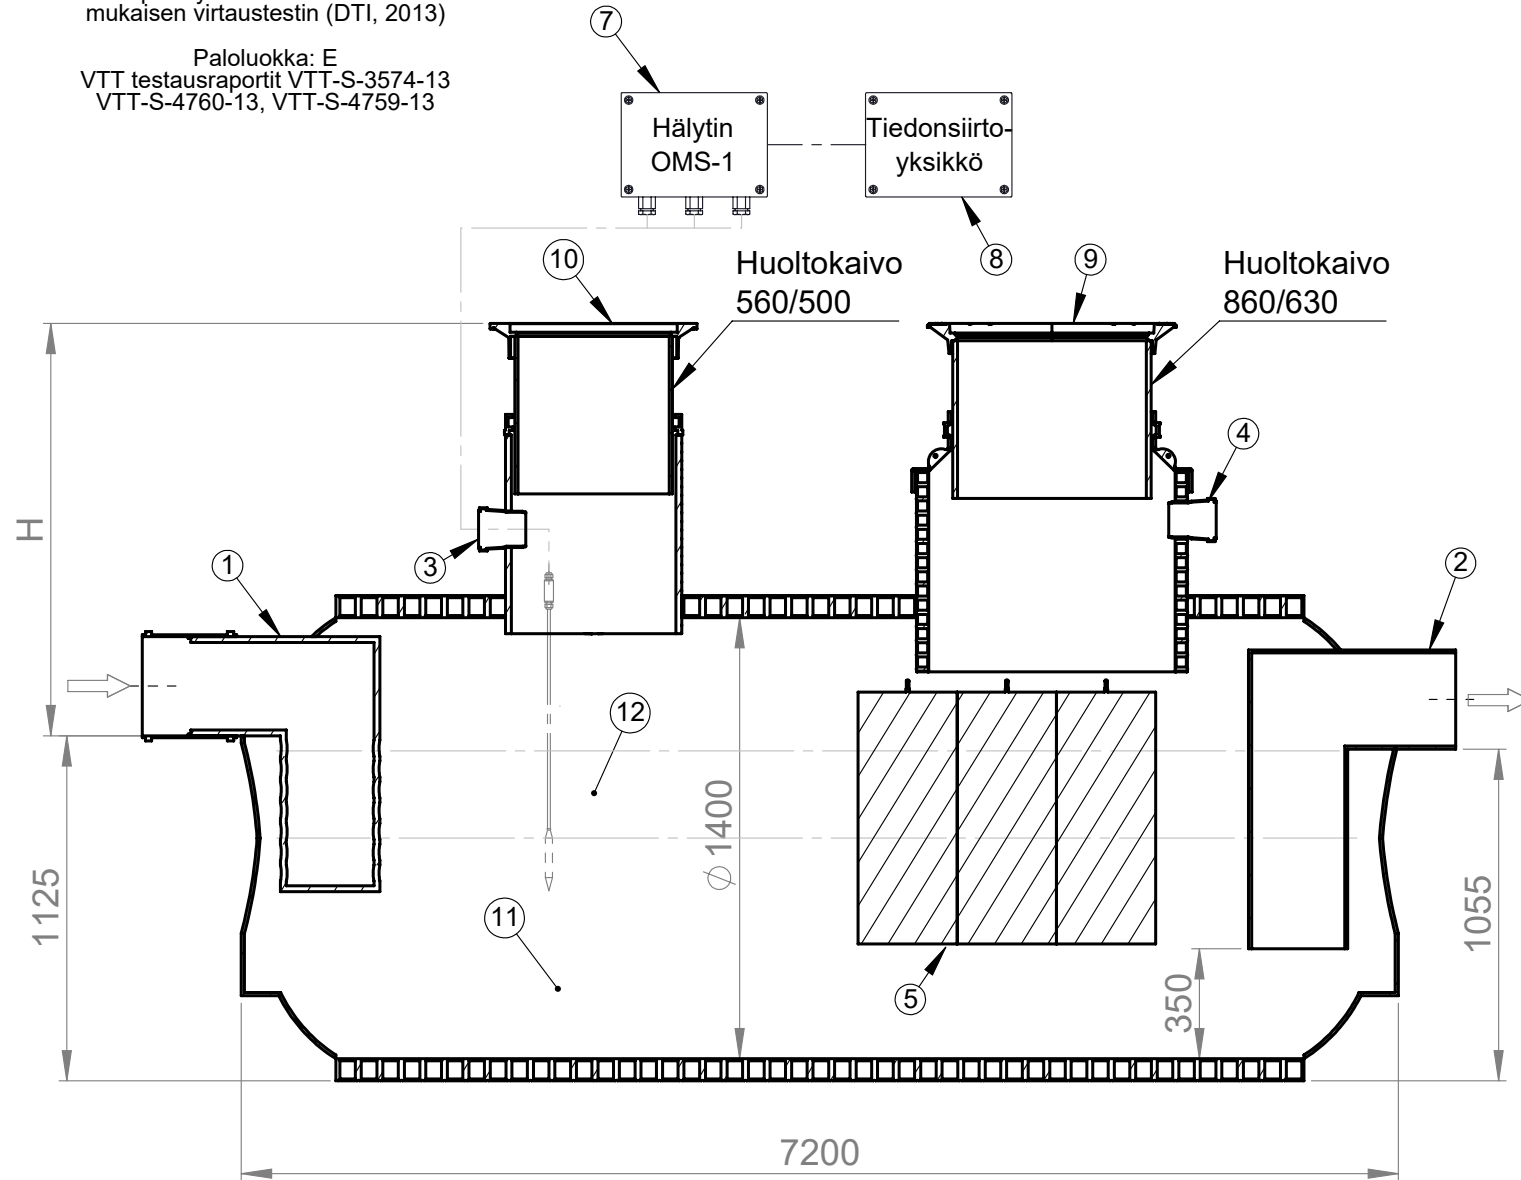 mukaisen virtaustestin (DTI, 2013)
Paloluokka: E
VTT testausraportit VTT-S-3574-13
VTT-S-4760-13, VTT-S-4759-13
7
Hälytin
OMS-1
Tiedonsiirto-
yksikkö
8
10
9
Huoltokaivo
560/500
Huoltokaivo
860/630
4
H
3
1
2
12
⌀ 1400
1125
11
5
350
1055
7200